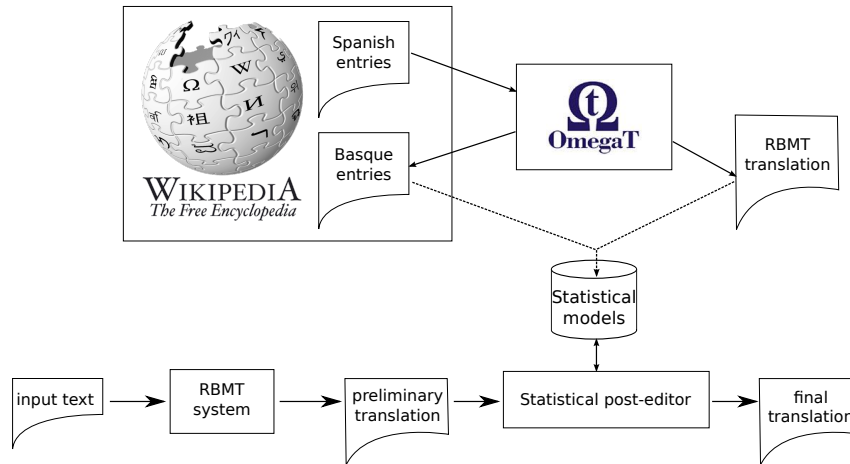 Spanish
entries
Ω
W
И
祖
WIKIPEDIA
The Free Encyclopedia
Basque
entries
t
OmegaT
RBMT
translation
Statistical
models
input text
RBMT
system
preliminary
translation
Statistical post-editor
final
translation